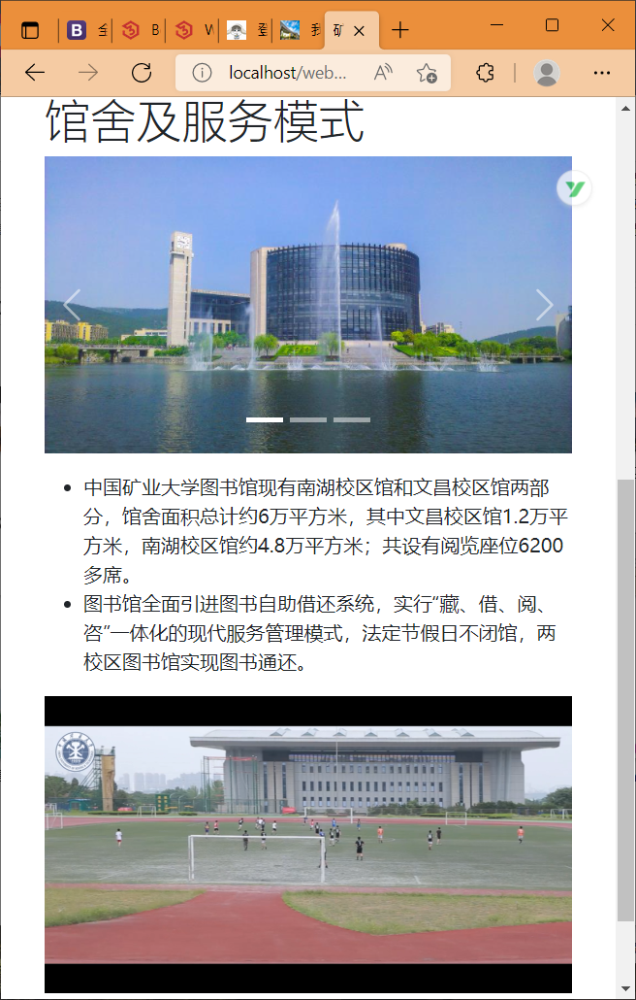 全
B
W
登
我
矿
localhost/web...
馆舍及服务模式
中国矿业大学图书馆现有南湖校区馆和文昌校区馆两部
分，馆舍面积总计约6万平方米，其中文昌校区馆1.2万平
方米，南湖校区馆约4.8万平方米；共设有阅览座位6200
多席。
图书馆全面引进图书自助借还系统，实行“藏、借、阅、
咨”一体化的现代服务管理模式，法定节假日不闭馆，两
校区图书馆实现图书通还。